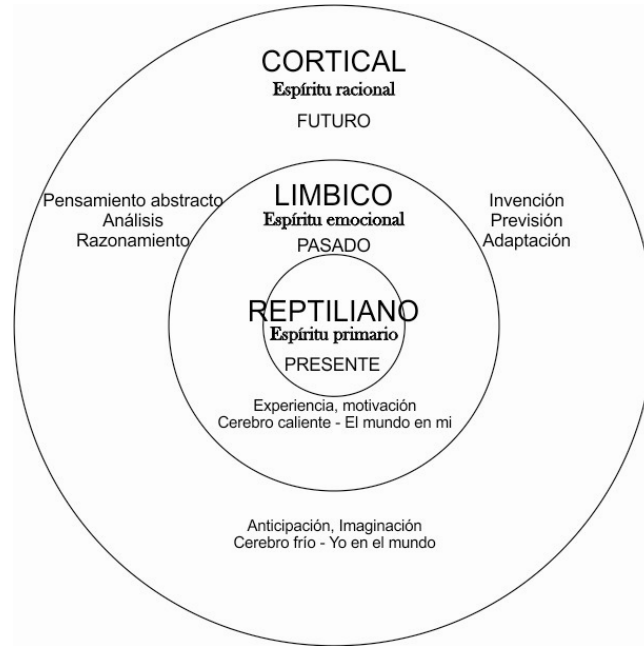 CORTICAL
Espíritu racional
FUTURO
Pensamiento abstracto
Análisis
Razonamiento
Invención
Previsión
Adaptación
LIMBICO
Espíritu emocional
PASADO
REPTILIANO
Espíritu primario
PRESENTE
Experiencia, motivación
Cerebro caliente - El mundo en mi
Anticipación, Imaginación
Cerebro frío - Yo en el mundo